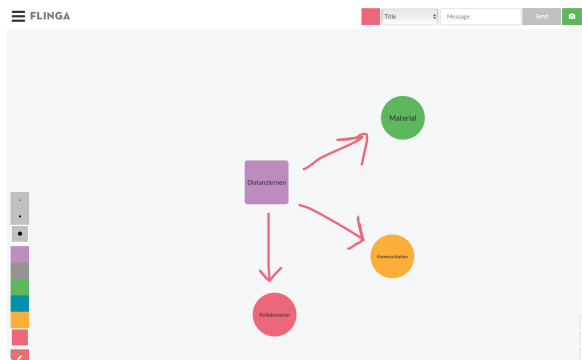 FLINGA
Title
Message
Send
Material
Distanzlernen
Kommunikation
Kollaboration